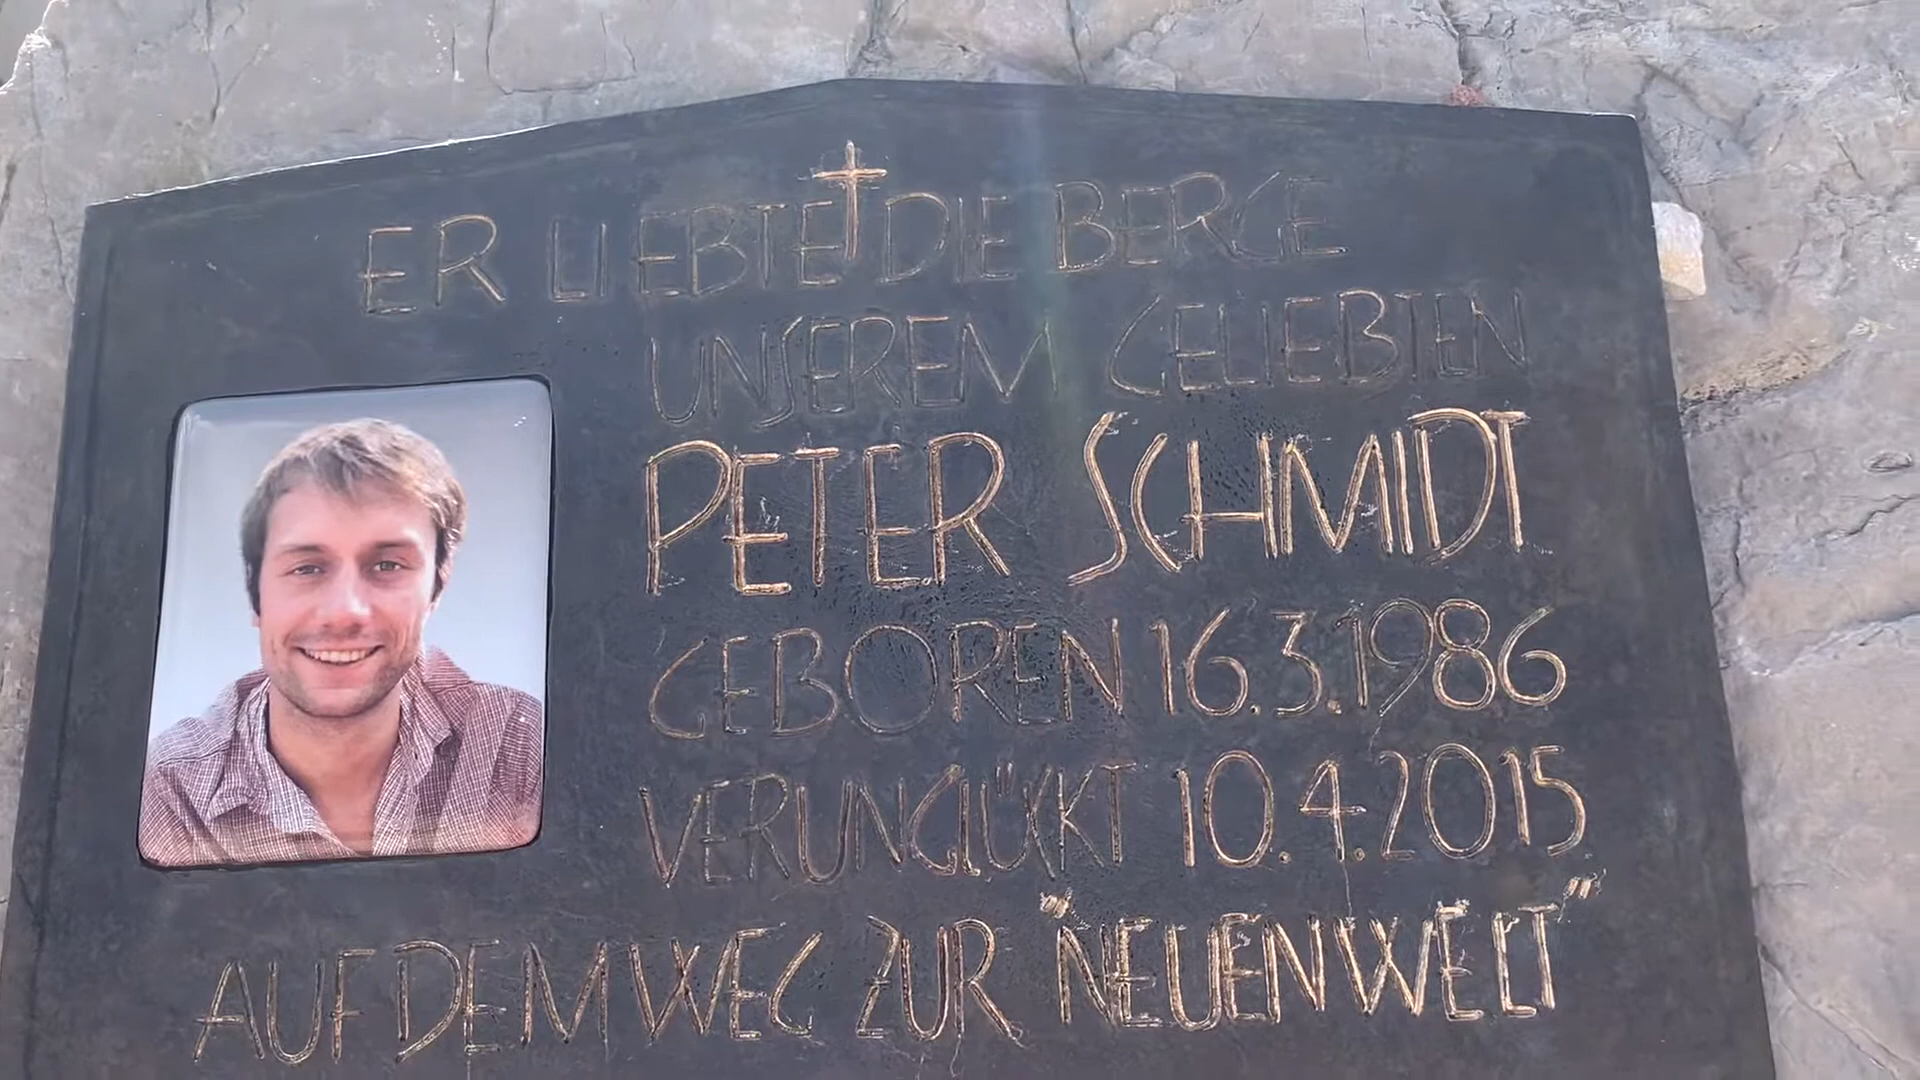 ER LIEBTE DIE BERGE
UNSEREM GELIEBTEN
PETER SCHMIDT
GEBOREN 16.3.1986
VERUNGLÜCKT 10.4.2015
AUF DEM WEG ZUR "NEUEN WELT"